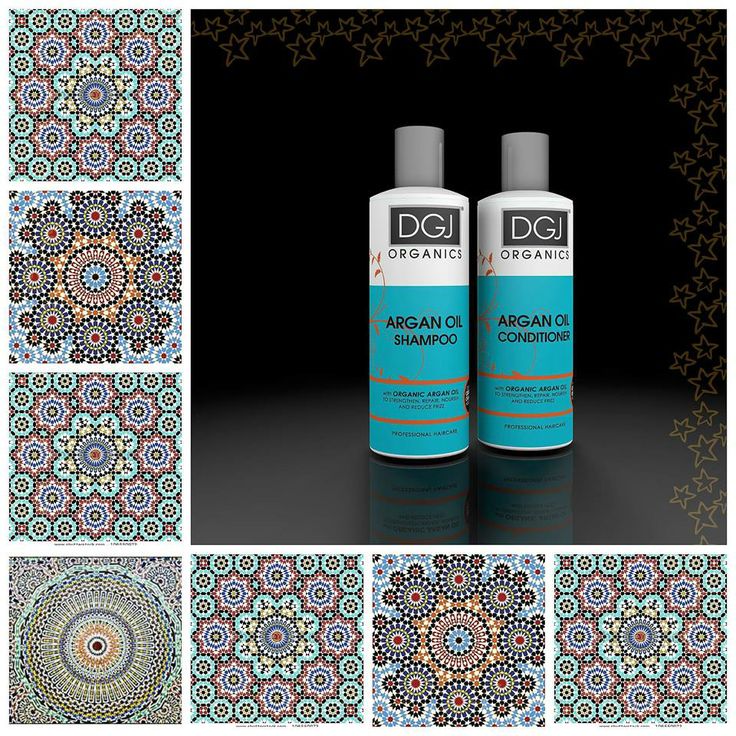 DGJ
ORGANICS
ARGAN OIL
SHAMPOO
with ORGANIC ARGAN OIL
TO STRENGTHEN, REPAIR, NOURISH
AND REDUCE FRIZZ
PROFESSIONAL HAIRCARE
DGJ
ORGANICS
ARGAN OIL
CONDITIONER
with ORGANIC ARGAN OIL
TO STRENGTHEN, REPAIR, NOURISH
AND REDUCE FRIZZ
PROFESSIONAL HAIRCARE